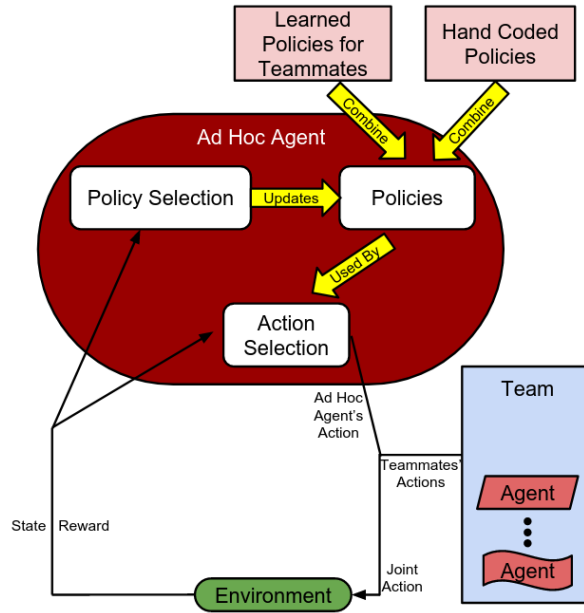 Learned
Policies for
Teammates
Hand Coded
Policies
Combine
Combine
Ad Hoc Agent
Policy Selection
Updates
Policies
Used By
Action
Selection
Ad Hoc
Agent's
Action
Team
Teammates'
Actions
Agent
Agent
State
Reward
Joint
Action
Environment